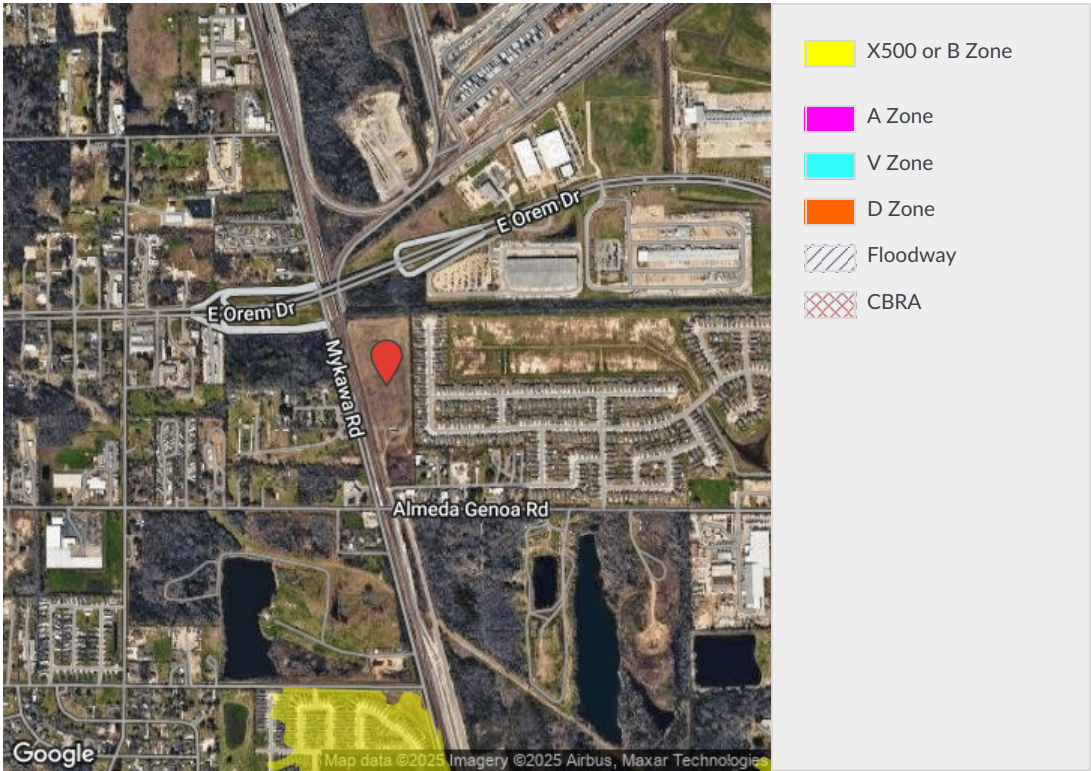 X500 or B Zone
A Zone
V Zone
D Zone
Floodway
CBRA
E Orem Dr
E Orem Dr
Mykawa Rd
Almeda Genoa Rd
Google
Map data ©2025 Imagery ©2025 Airbus, Maxar Technologies